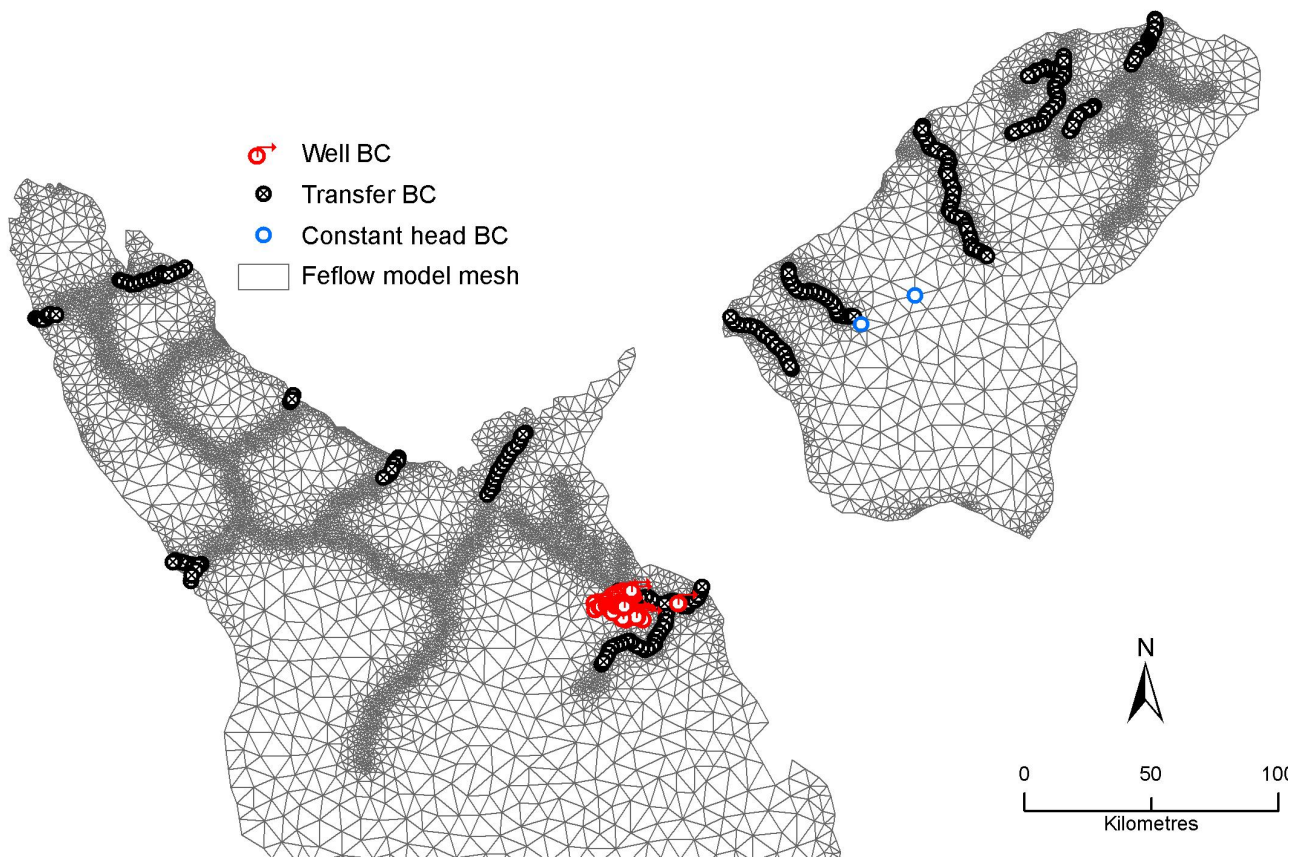 Well BC
Transfer BC
Constant head BC
Feflow model mesh
N
0 50 100
Kilometres